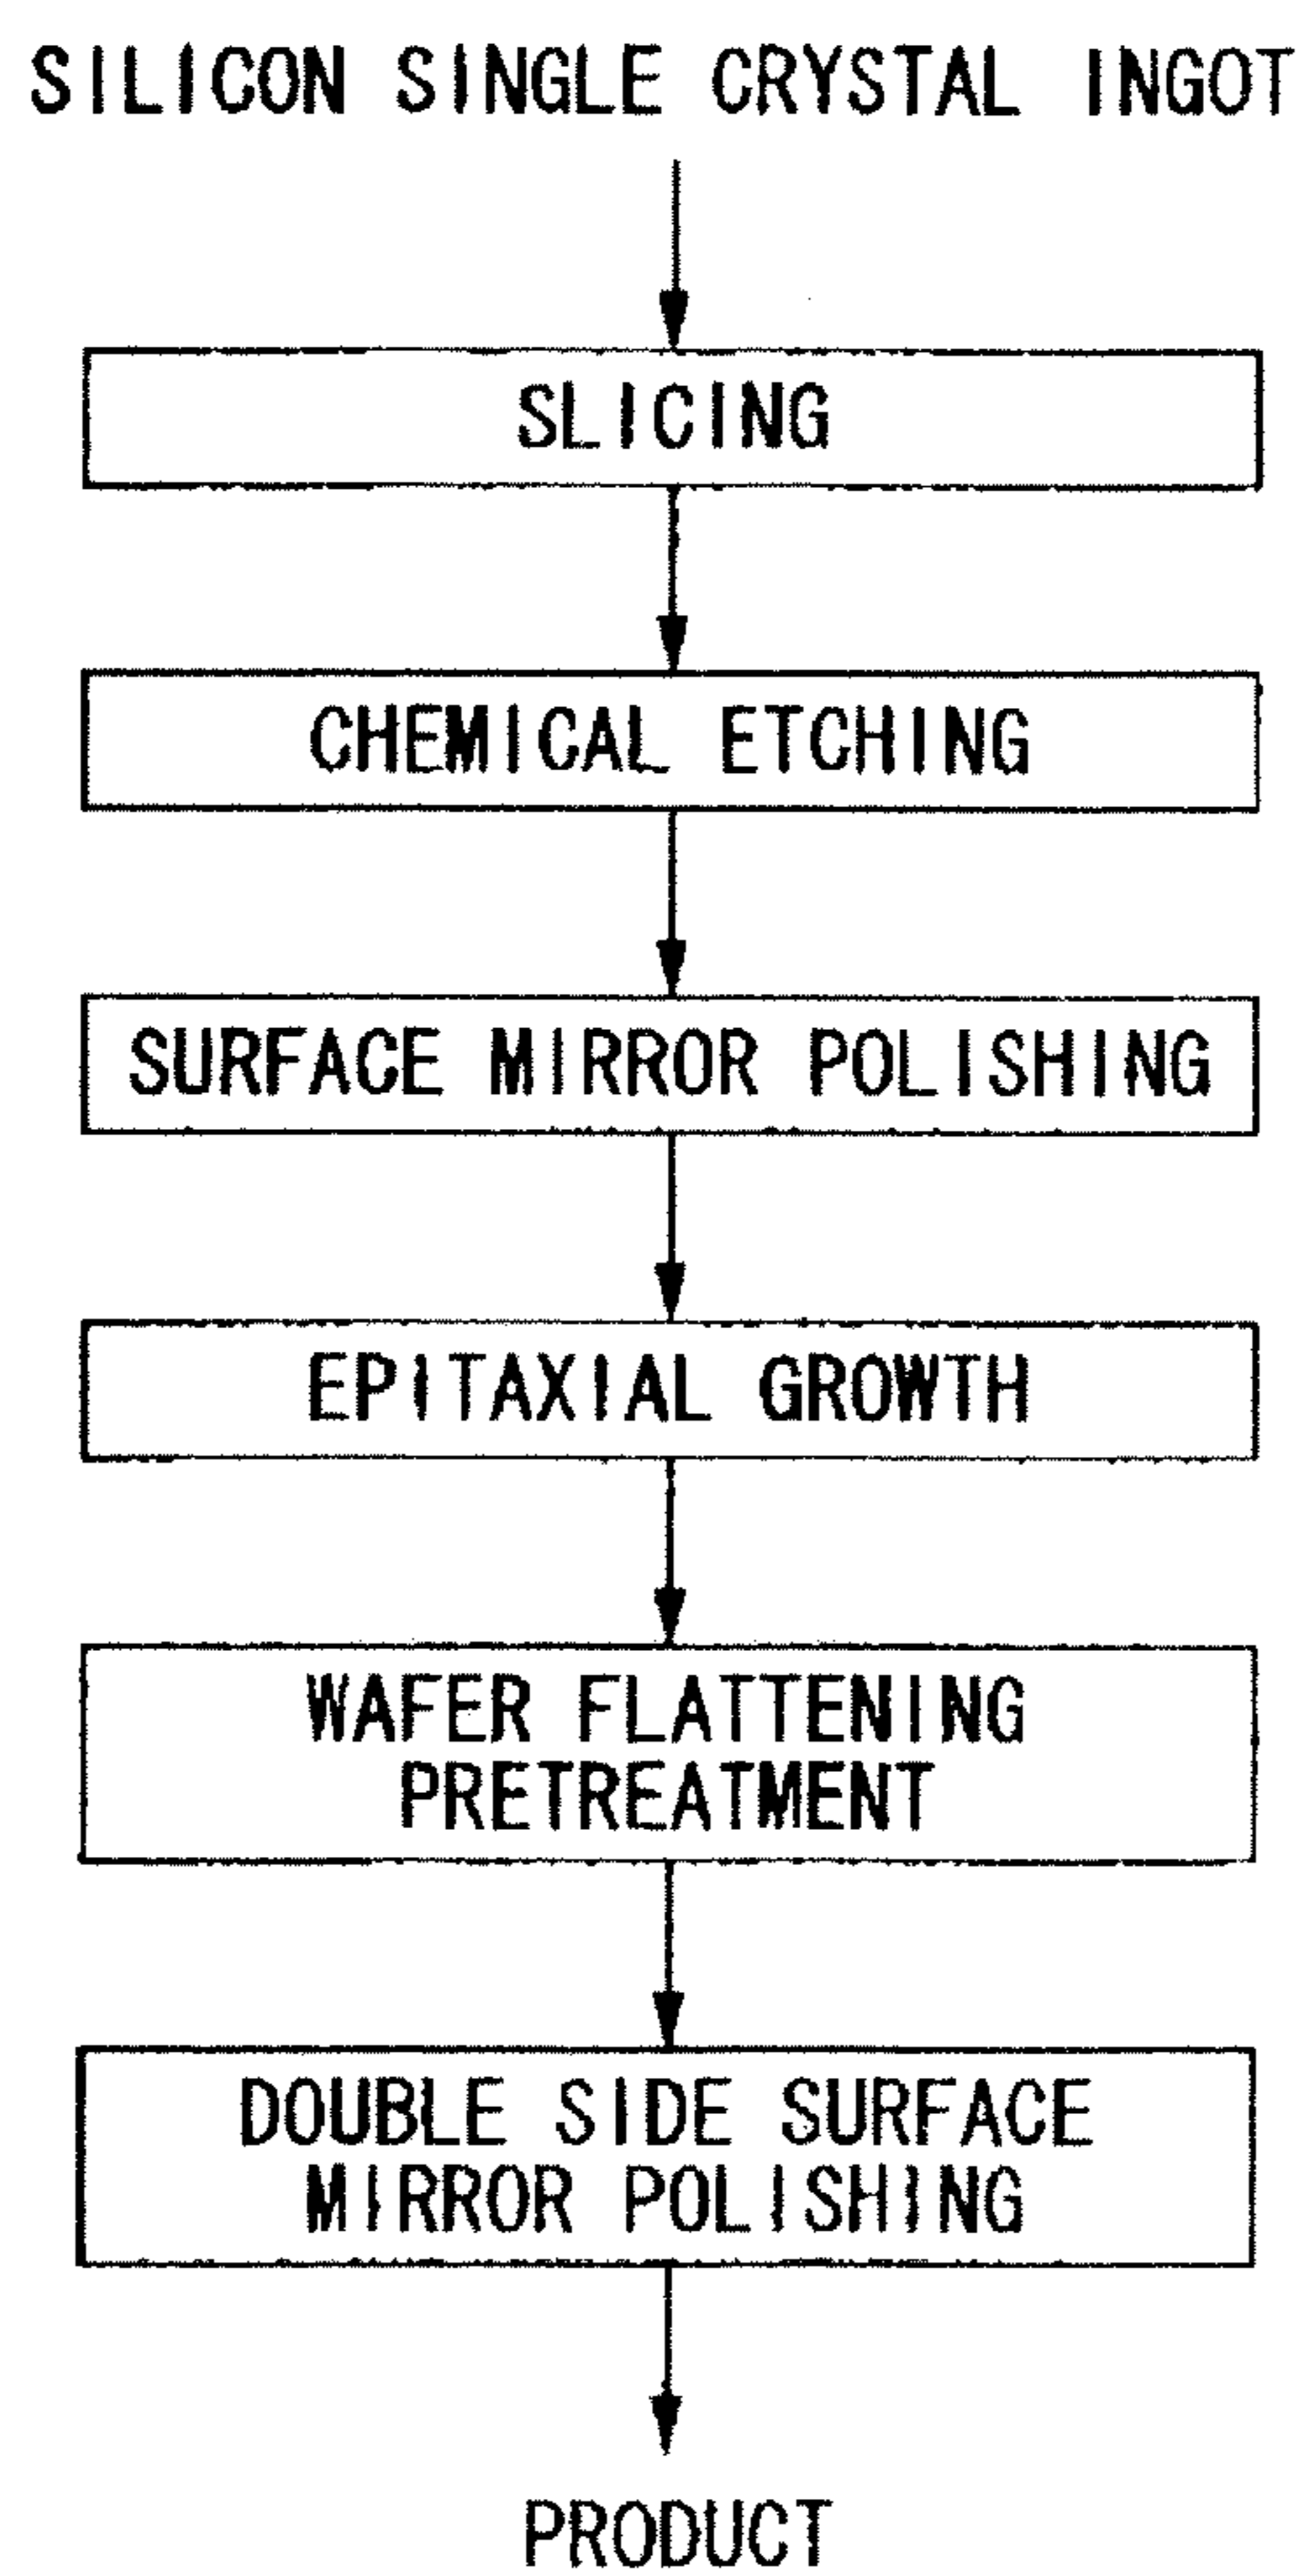 SILICON SINGLE CRYSTAL INGOT
SLICING
CHEMICAL ETCHING
SURFACE MIRROR POLISHING
EPITAXIAL GROWTH
WAFER FLATTENING
PRETREATMENT
DOUBLE SIDE SURFACE
MIRROR POLISHING
PRODUCT